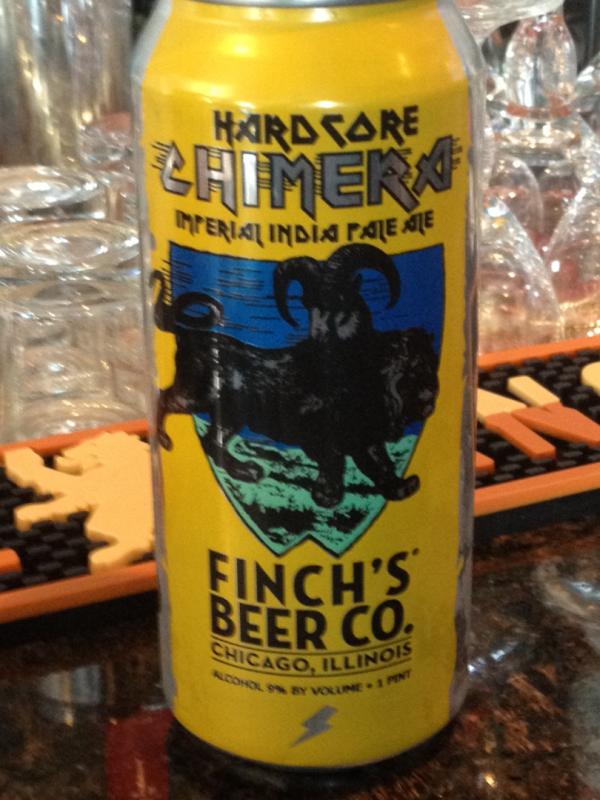 HARDCORE
CHIMERA
IMPERIAL INDIA PALE ALE
FINCH'S
BEER CO.
CHICAGO, ILLINOIS
ALCOHOL 9% BY VOLUME • 1 PINT